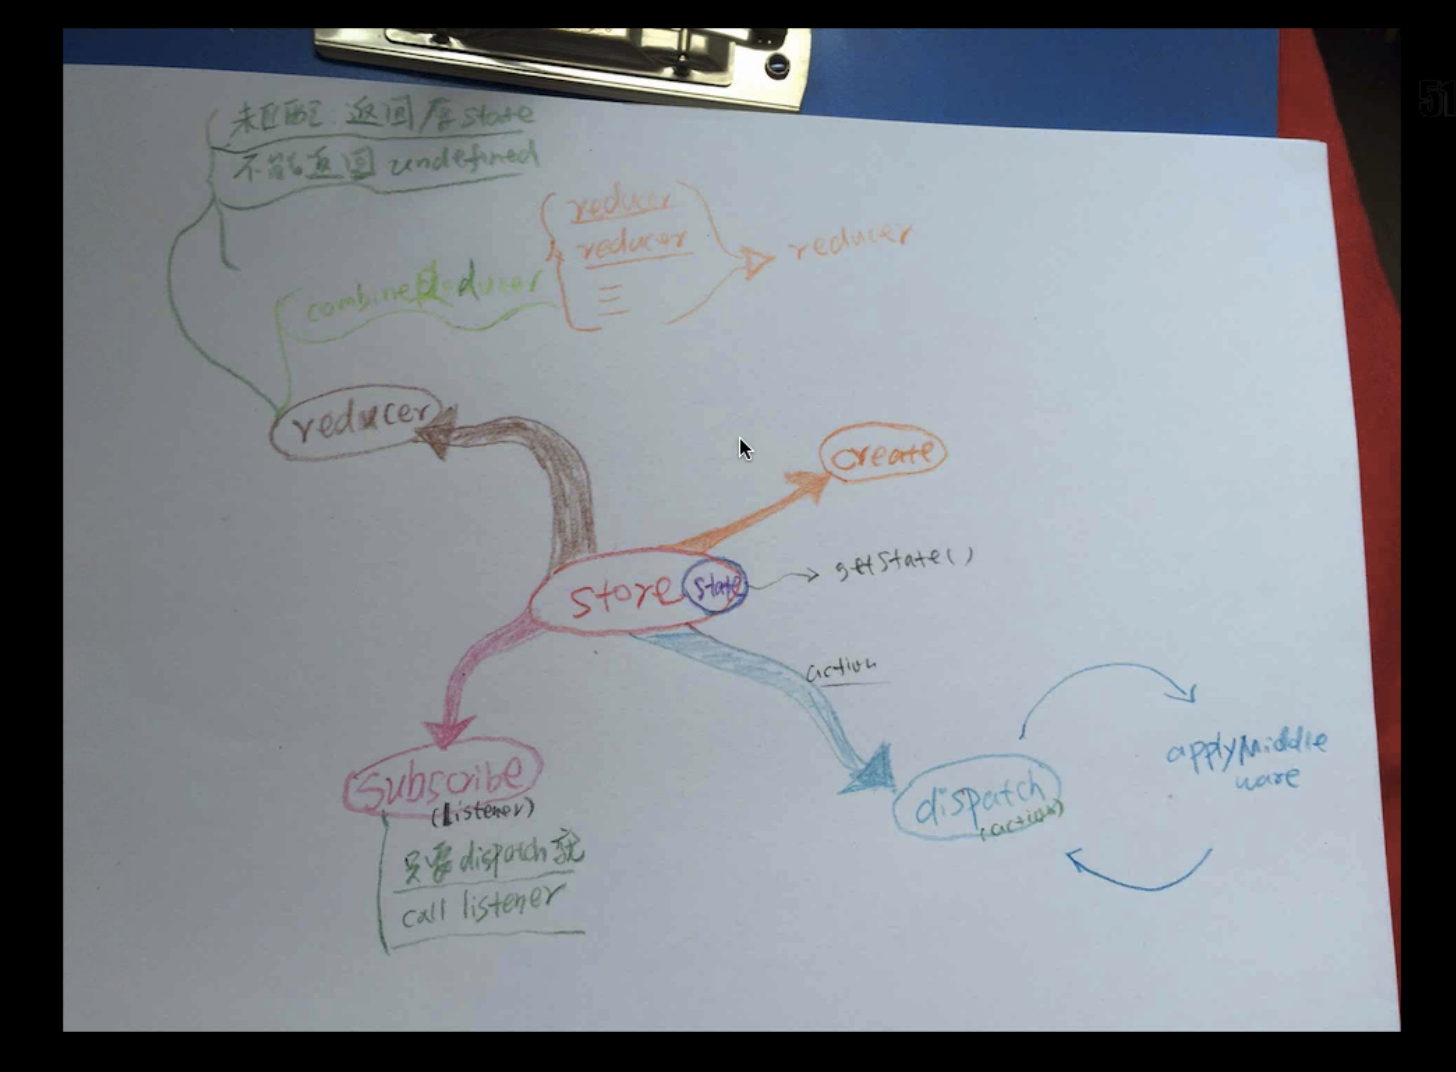 未匹配:返回原state
不能返回 undefined
reducer
reducer
reducer
combineReducer
reducer
create
store
state
getState()
action
subscribe
(listener)
只要dispatch就
call listener
dispatch
(action)
applyMiddle
ware